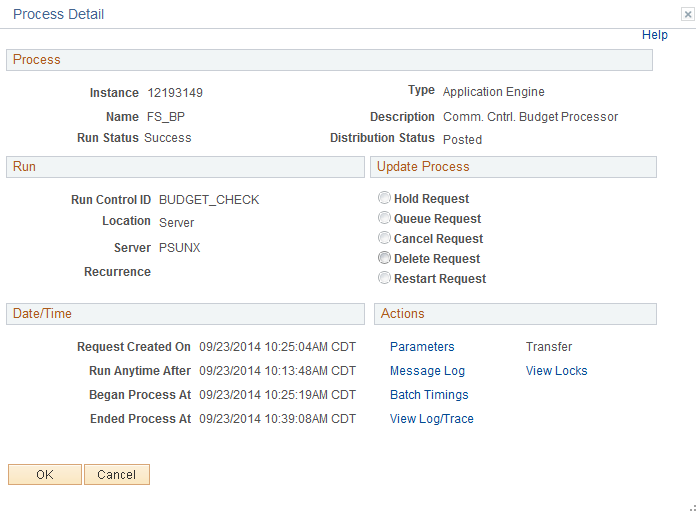 Process Detail
Help
Process
Instance 12193149 Type Application Engine
Name FS_BP Description Comm. Cntrl. Budget Processor
Run Status Success Distribution Status Posted
Run Update Process
Run Control ID BUDGET_CHECK Hold Request
Location Server Queue Request
Server PSUNX Cancel Request
Recurrence Delete Request
Restart Request
Date/Time Actions
Request Created On 09/23/2014 10:25:04AM CDT Parameters Transfer
Run Anytime After 09/23/2014 10:13:48AM CDT Message Log View Locks
Began Process At 09/23/2014 10:25:19AM CDT Batch Timings
Ended Process At 09/23/2014 10:39:08AM CDT View Log/Trace
OK Cancel